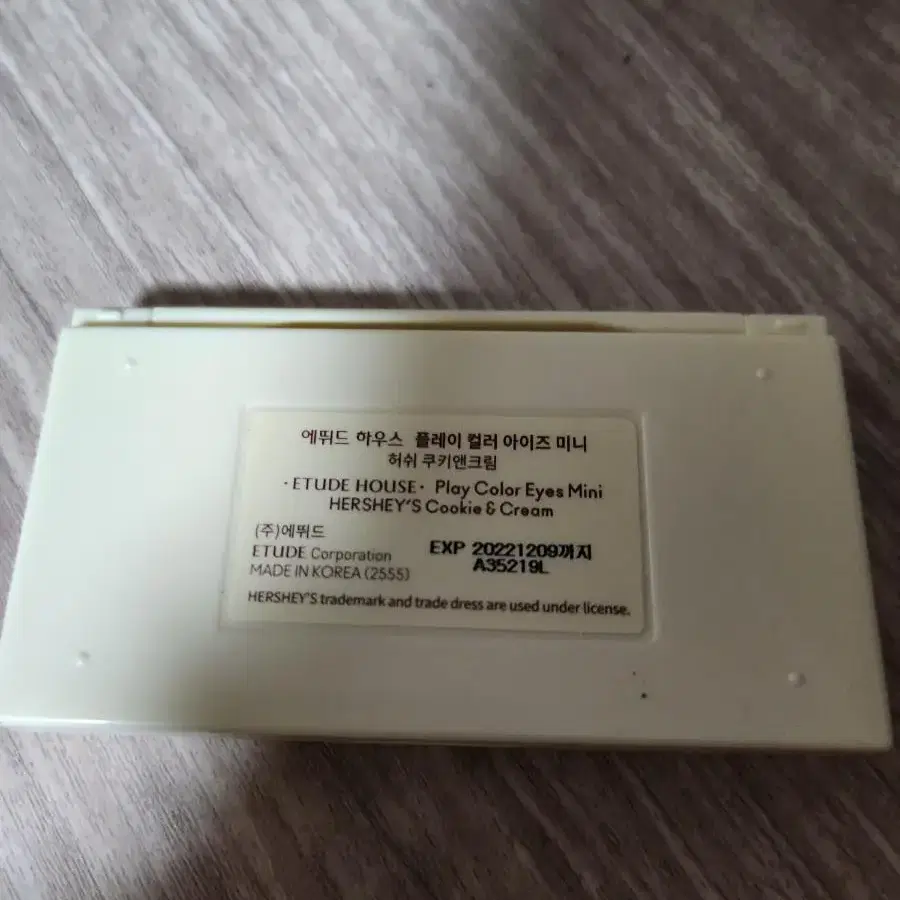 에뛰드 하우스 플레이 컬러 아이즈 미니
허쉬 쿠키앤크림
·ETUDE HOUSE· Play Color Eyes Mini
HERSHEY'S Cookie & Cream
(주)에뛰드
ETUDE Corporation
MADE IN KOREA (2555)
EXP 20221209까지
A35219L
HERSHEY'S trademark and trade dress are used under license.